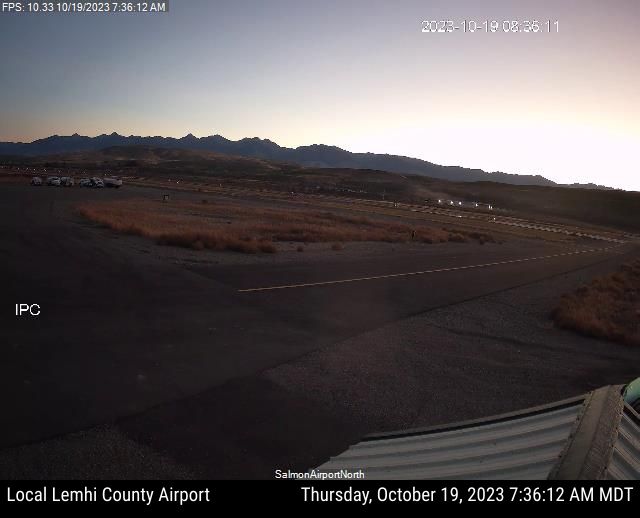 FPS: 10.33 10/19/2023 7:36:12 AM
2023-10-19 08:36:11
IPC
SalmonAirportNorth
Local Lemhi County Airport
Thursday, October 19, 2023 7:36:12 AM MDT